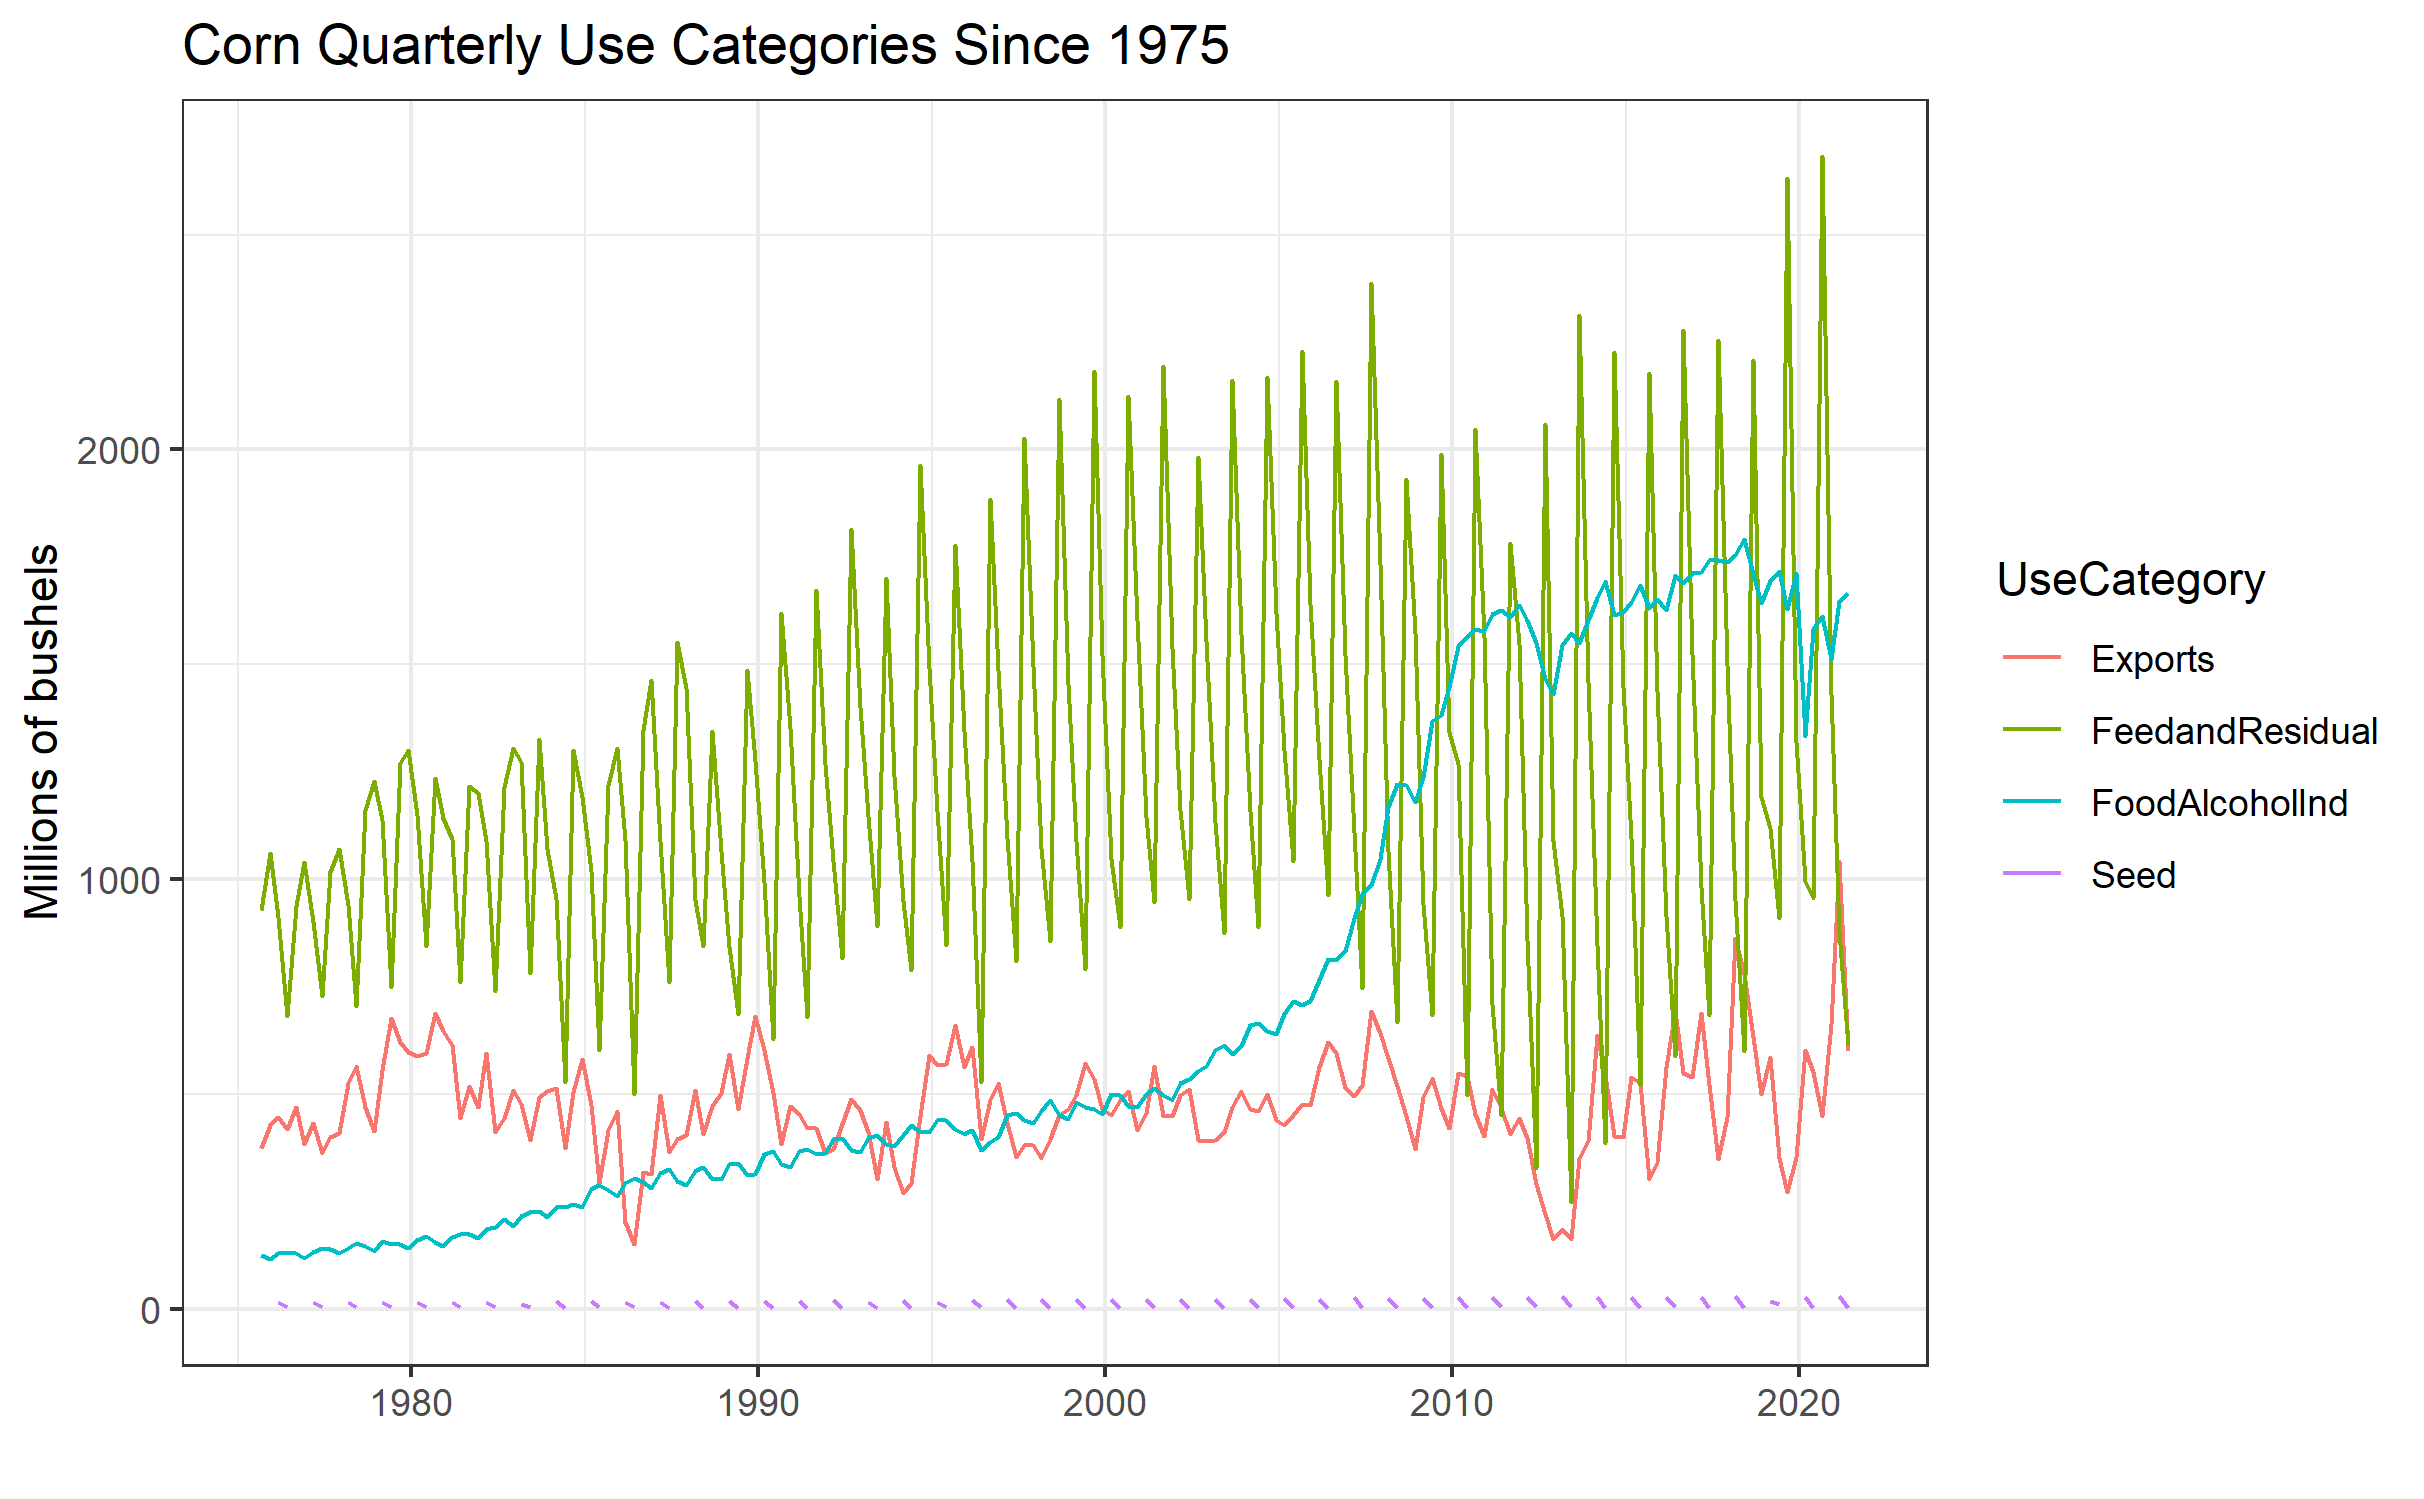 Corn Quarterly Use Categories Since 1975
Millions of bushels
2000
1000
0
1980
1990
2000
2010
2020
UseCategory
Exports
FeedandResidual
FoodAlcoholInd
Seed